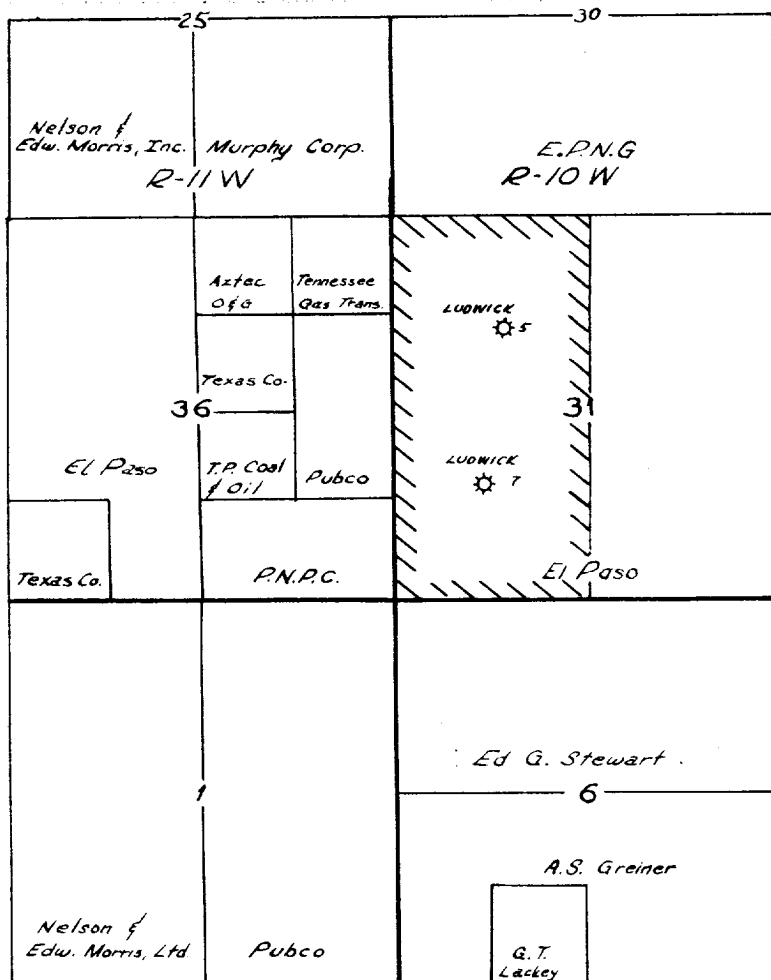 25
30
Nelson &
Edw. Morris, Inc.
Murphy Corp.
R-11 W
E.P.N.G
R-10 W
Aztec
O & G
Tennessee
Gas Trans.
LUDWICK
5
Texas Co.
36
31
El Paso
T.P. Coal
& Oil
Pubco
LUDWICK
7
Texas Co.
P.N.P.C.
El Paso
Ed G. Stewart
1
6
A.S. Greiner
Nelson &
Edw. Morris, Ltd
Pubco
G.T.
Lackey